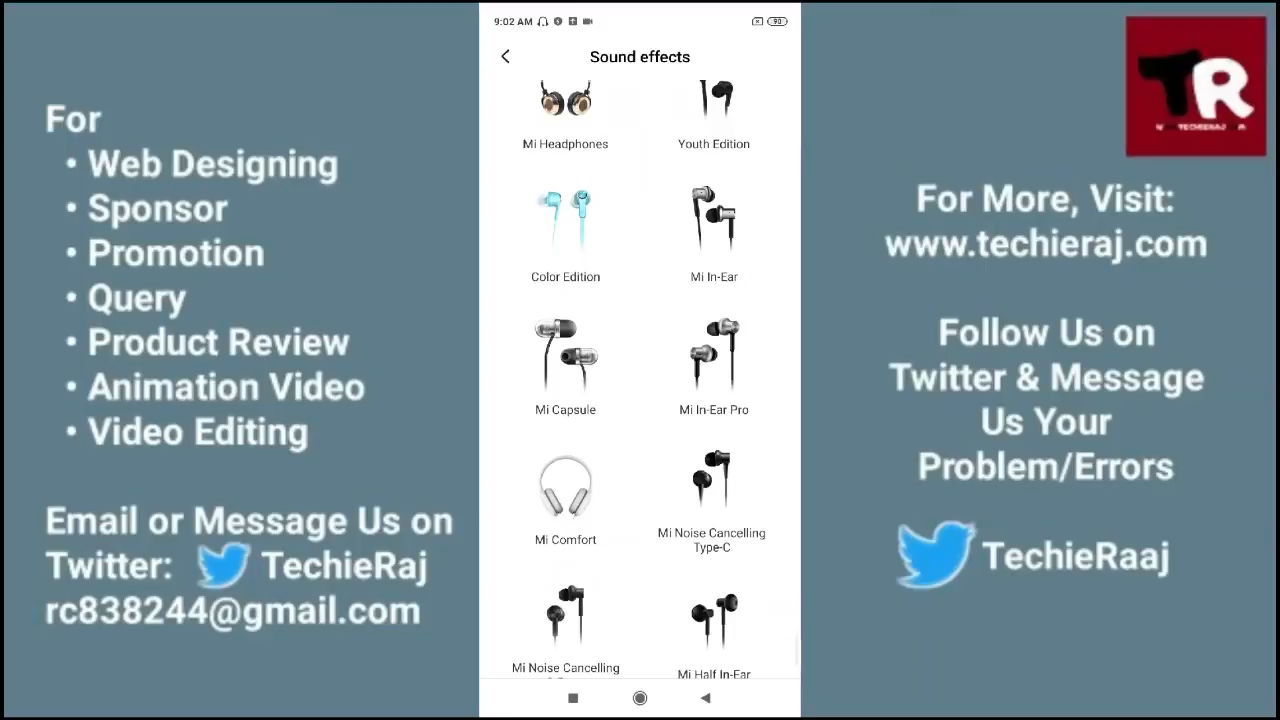 For
• Web Designing
• Sponsor
• Promotion
• Query
• Product Review
• Animation Video
• Video Editing
Email or Message Us on
Twitter: TechieRaj
rc838244@gmail.com
9:02 AM
90
Sound effects
Mi Headphones
Youth Edition
Color Edition
Mi In-Ear
Mi Capsule
Mi In-Ear Pro
Mi Comfort
Mi Noise Cancelling
Type-C
Mi Noise Cancelling
Mi Half In-Ear
TR
For More, Visit:
www.techieraj.com
Follow Us on
Twitter & Message
Us Your
Problem/Errors
TechieRaaj